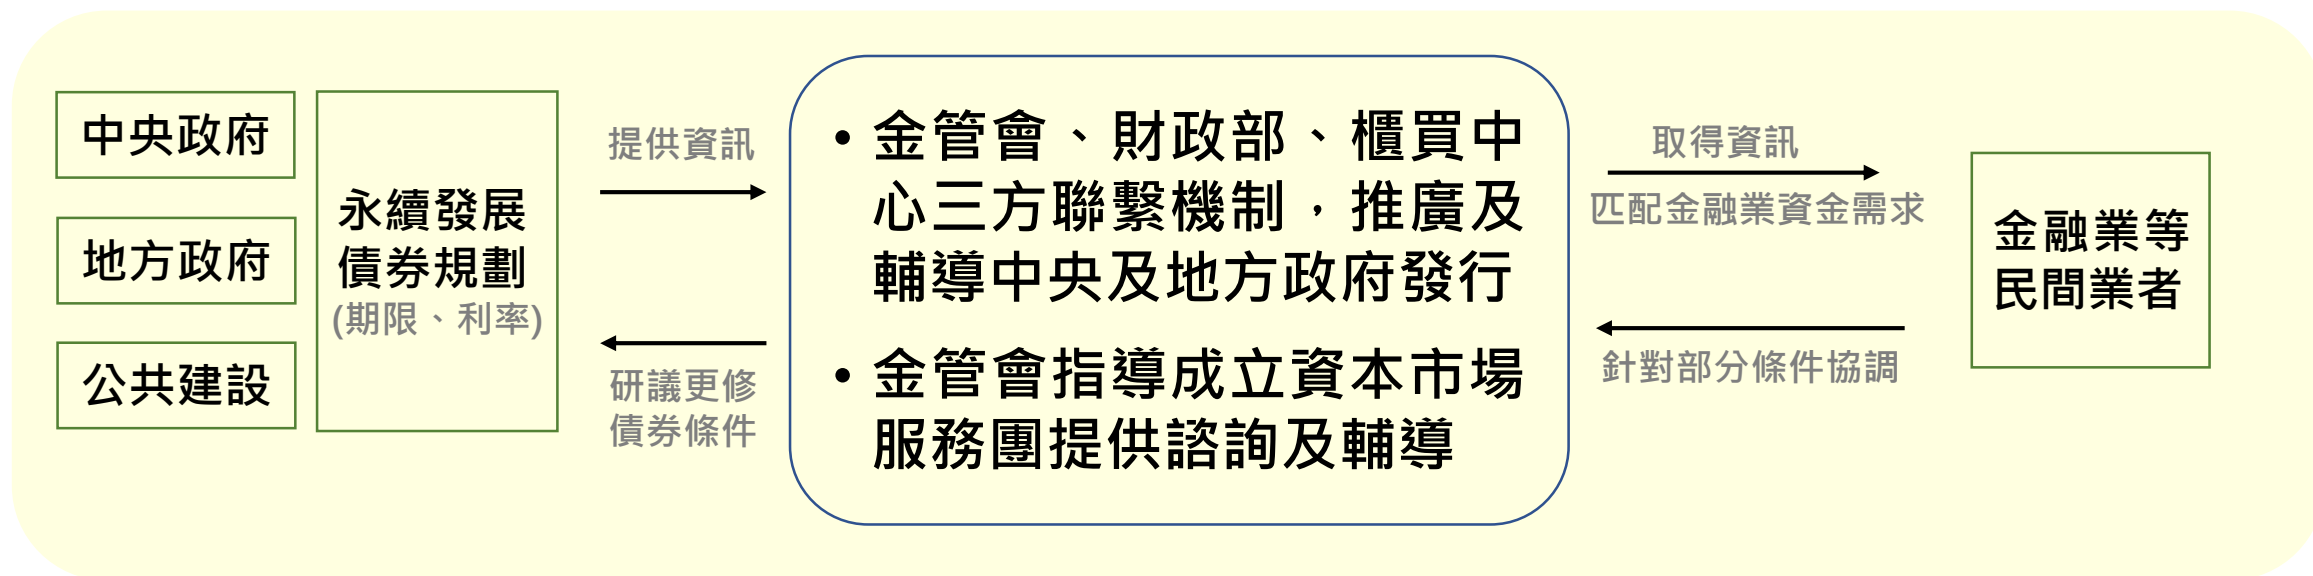 中央政府
地方政府
公共建設
永續發展
債券規劃
(期限、利率)
提供資訊
研議更修
債券條件
• 金管會、財政部、櫃買中
心三方聯繫機制，推廣及
輔導中央及地方政府發行
• 金管會指導成立資本市場
服務團提供諮詢及輔導
取得資訊
匹配金融業資金需求
針對部分條件協調
金融業等
民間業者